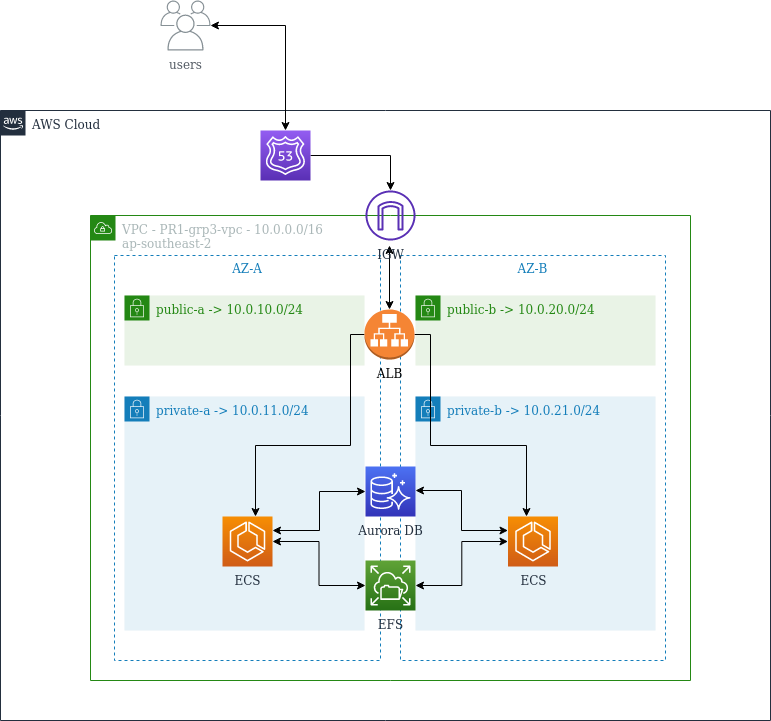 users
aws
AWS Cloud
53
IGW
VPC - PR1-grp3-vpc - 10.0.0.0/16
ap-southeast-2
AZ-A
AZ-B
public-a -> 10.0.10.0/24
public-b -> 10.0.20.0/24
ALB
private-a -> 10.0.11.0/24
private-b -> 10.0.21.0/24
Aurora DB
ECS
ECS
EFS